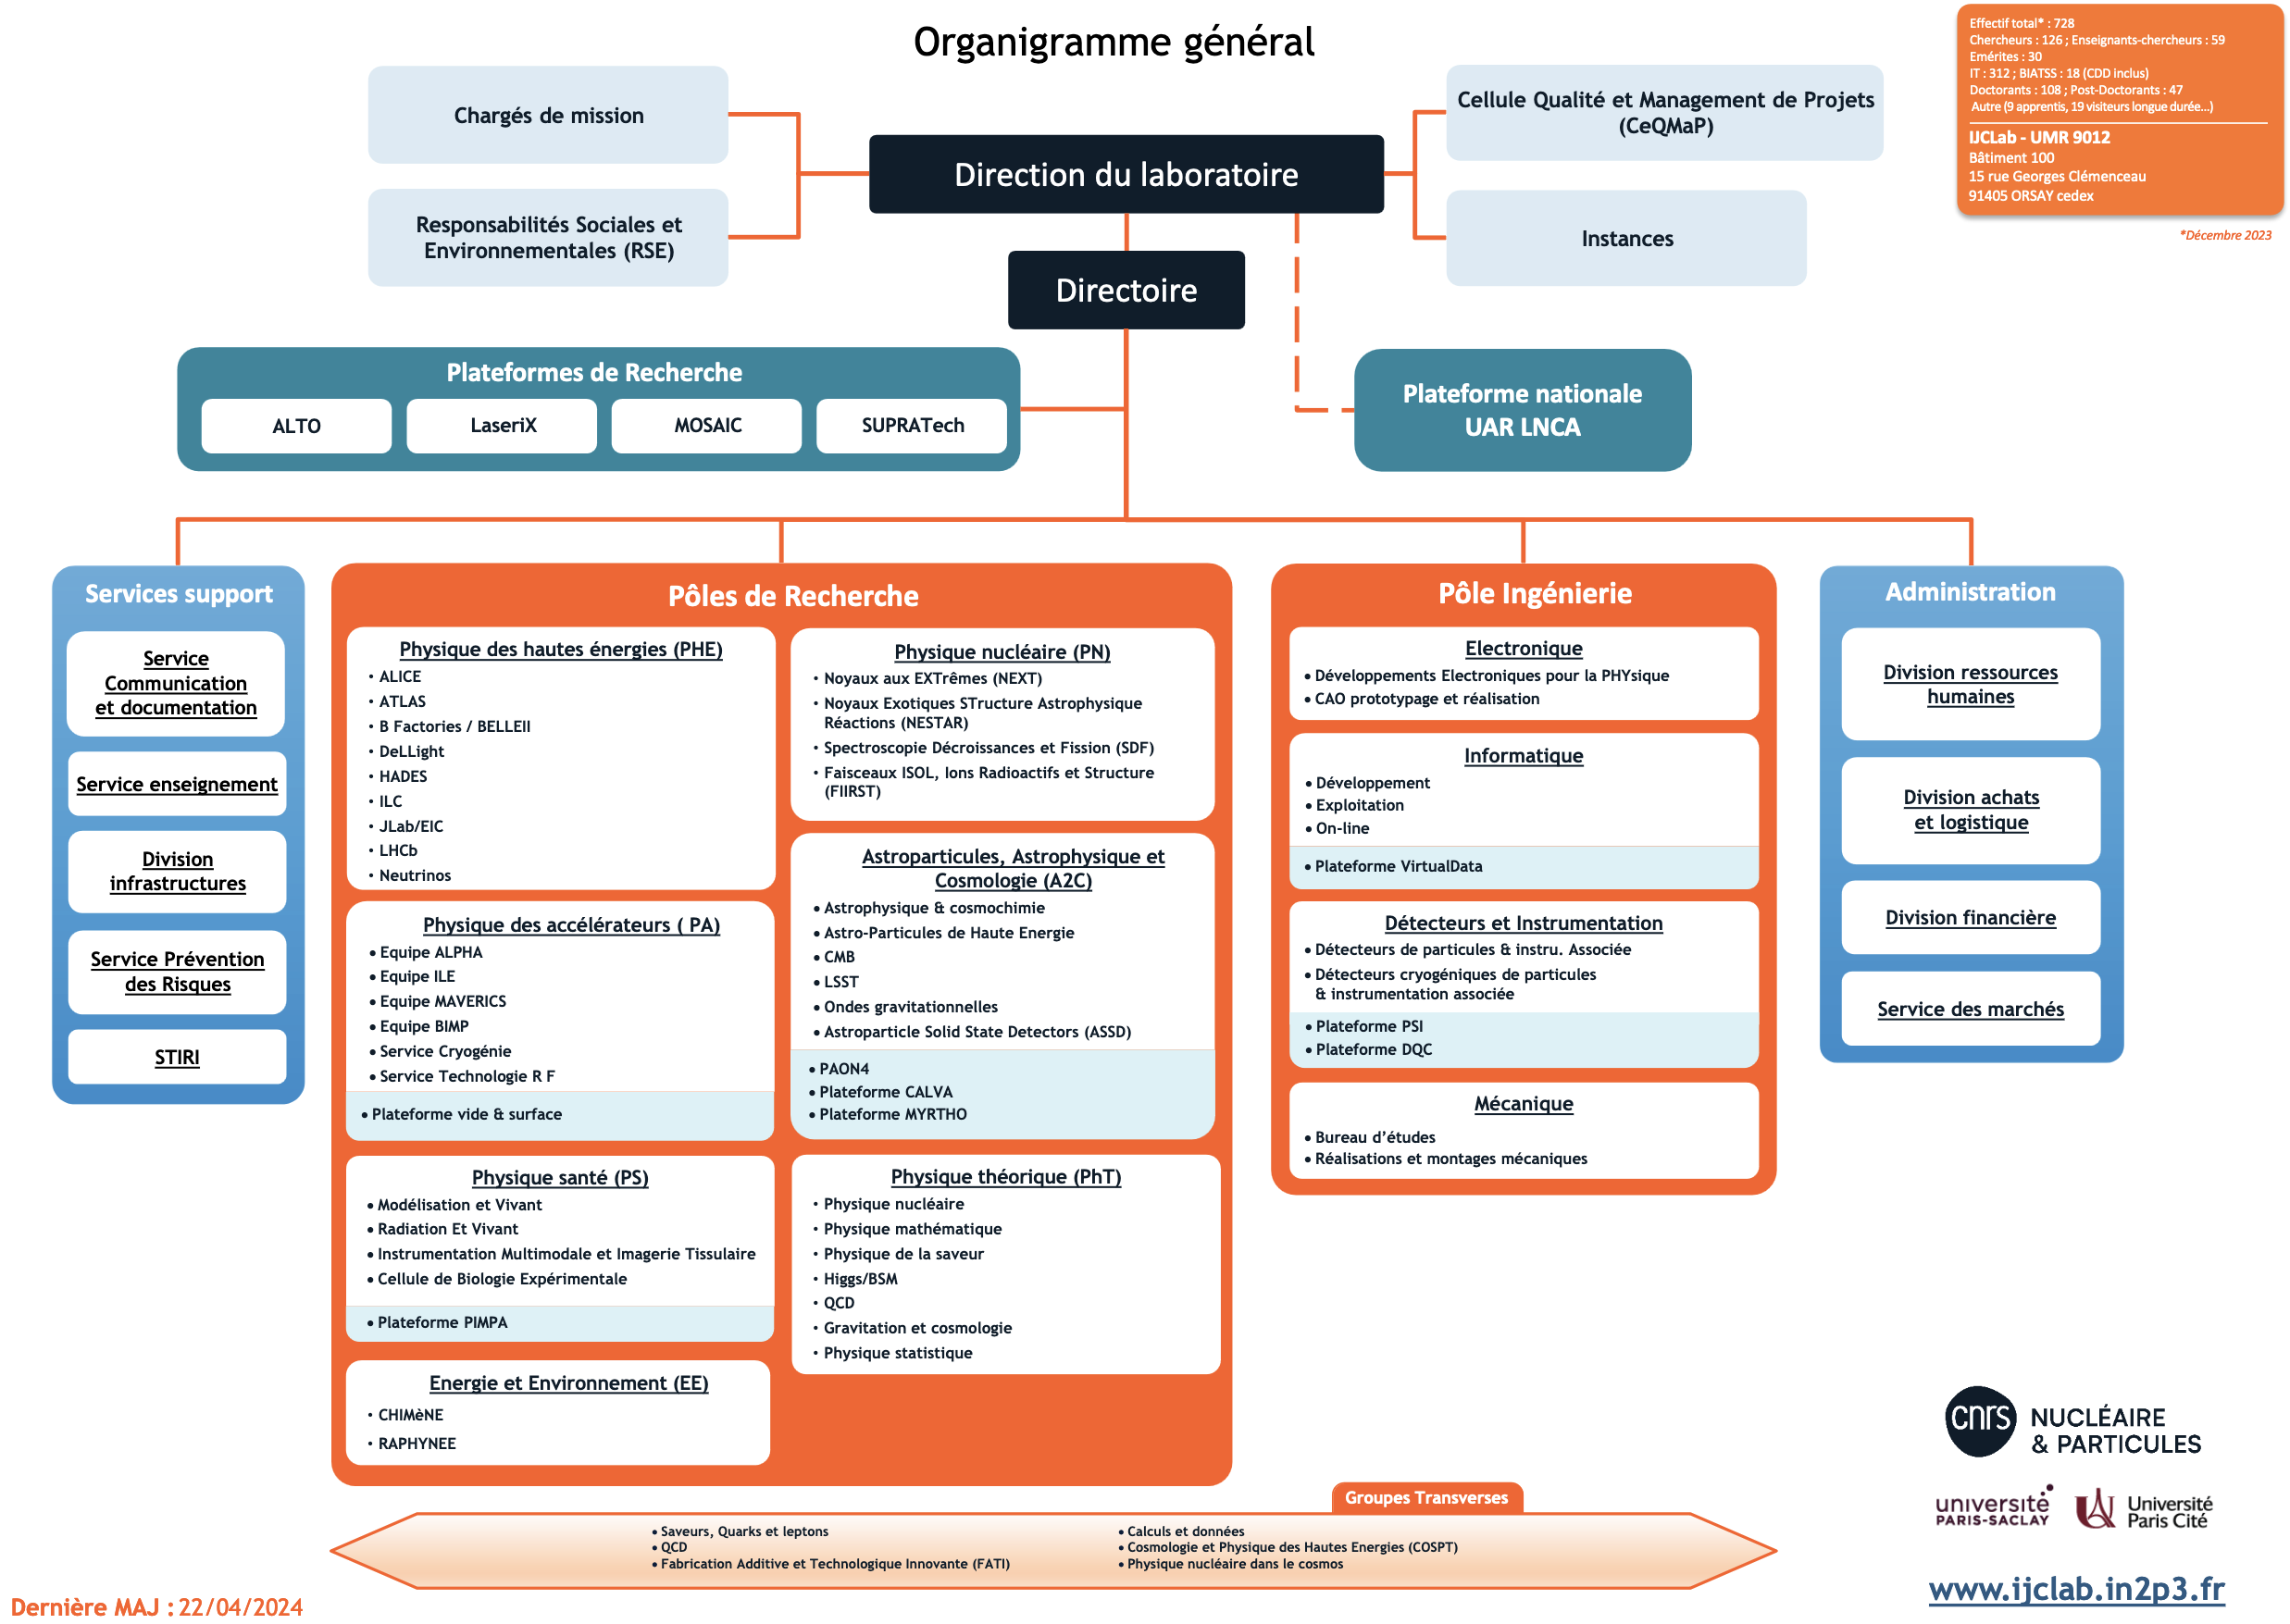 Organigramme général
Effectif total* : 728
Chercheurs : 126 ; Enseignants-chercheurs : 59
Emérites : 30
IT : 312 ; BIATSS : 18 (CDD inclus)
Doctorants : 108 ; Post-Doctorants : 47
Autre (9 apprentis, 19 visiteurs longue durée...)
IJCLab - UMR 9012
Bâtiment 100
15 rue Georges Clémenceau
91405 ORSAY cedex
*Décembre 2023
Chargés de mission
Responsabilités Sociales et
Environnementales (RSE)
Direction du laboratoire
Cellule Qualité et Management de Projets
(CeQMaP)
Instances
Directoire
Plateformes de Recherche
ALTO
LaseriX
MOSAIC
SUPRATech
Plateforme nationale
UAR LNCA
Services support
Service
Communication
et documentation
Service enseignement
Division
infrastructures
Service Prévention
des Risques
STIRI
Pôles de Recherche
Physique des hautes énergies (PHE)
• ALICE
• ATLAS
• B Factories / BELLEII
• DeLLight
• HADES
• ILC
• JLab/EIC
• LHCb
• Neutrinos
Physique des accélérateurs ( PA)
• Equipe ALPHA
• Equipe ILE
• Equipe MAVERICS
• Equipe BIMP
• Service Cryogénie
• Service Technologie R F
• Plateforme vide & surface
Physique santé (PS)
• Modélisation et Vivant
• Radiation Et Vivant
• Instrumentation Multimodale et Imagerie Tissulaire
• Cellule de Biologie Expérimentale
• Plateforme PIMPA
Energie et Environnement (EE)
• CHIMèNE
• RAPHYNEE
Physique nucléaire (PN)
• Noyaux aux EXTrêmes (NEXT)
• Noyaux Exotiques STructure Astrophysique
Réactions (NESTAR)
• Spectroscopie Décroissances et Fission (SDF)
• Faisceaux ISOL, Ions Radioactifs et Structure
(FIIRST)
Astroparticules, Astrophysique et
Cosmologie (A2C)
• Astrophysique & cosmochimie
• Astro-Particules de Haute Energie
• CMB
• LSST
• Ondes gravitationnelles
• Astroparticle Solid State Detectors (ASSD)
• PAON4
• Plateforme CALVA
• Plateforme MYRTHO
Physique théorique (PhT)
• Physique nucléaire
• Physique mathématique
• Physique de la saveur
• Higgs/BSM
• QCD
• Gravitation et cosmologie
• Physique statistique
Pôle Ingénierie
Electronique
• Développements Electroniques pour la PHYsique
• CAO prototypage et réalisation
Informatique
• Développement
• Exploitation
• On-line
• Plateforme VirtualData
Détecteurs et Instrumentation
• Détecteurs de particules & instru. Associée
• Détecteurs cryogéniques de particules
& instrumentation associée
• Plateforme PSI
• Plateforme DQC
Mécanique
• Bureau d'études
• Réalisations et montages mécaniques
Administration
Division ressources
humaines
Division achats
et logistique
Division financière
Service des marchés
Groupes Transverses
• Saveurs, Quarks et leptons
• QCD
• Fabrication Additive et Technologique Innovante (FATI)
• Calculs et données
• Cosmologie et Physique des Hautes Energies (COSPT)
• Physique nucléaire dans le cosmos
cnrs
NUCLÉAIRE
& PARTICULES
université
PARIS-SACLAY
Université
Paris Cité
www.ijclab.in2p3.fr
Dernière MAJ : 22/04/2024